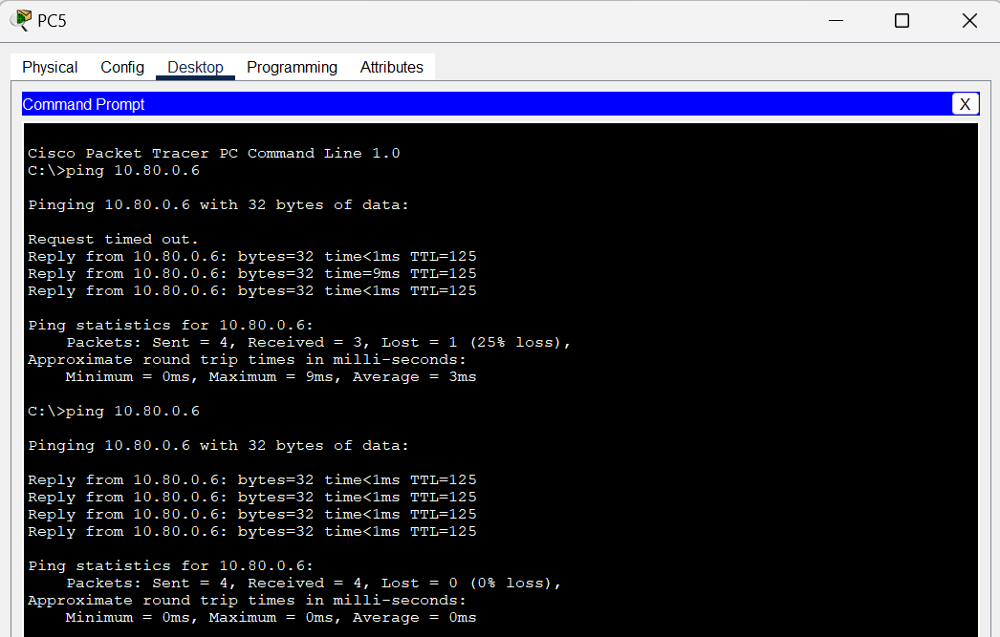 PC5
Physical Config Desktop Programming Attributes
Command Prompt X
Cisco Packet Tracer PC Command Line 1.0
C:\>ping 10.80.0.6
Pinging 10.80.0.6 with 32 bytes of data:
Request timed out.
Reply from 10.80.0.6: bytes=32 time<1ms TTL=125
Reply from 10.80.0.6: bytes=32 time=9ms TTL=125
Reply from 10.80.0.6: bytes=32 time<1ms TTL=125
Ping statistics for 10.80.0.6:
Packets: Sent = 4, Received = 3, Lost = 1 (25% loss),
Approximate round trip times in milli-seconds:
Minimum = 0ms, Maximum = 9ms, Average = 3ms
C:\>ping 10.80.0.6
Pinging 10.80.0.6 with 32 bytes of data:
Reply from 10.80.0.6: bytes=32 time<1ms TTL=125
Reply from 10.80.0.6: bytes=32 time<1ms TTL=125
Reply from 10.80.0.6: bytes=32 time<1ms TTL=125
Reply from 10.80.0.6: bytes=32 time<1ms TTL=125
Ping statistics for 10.80.0.6:
Packets: Sent = 4, Received = 4, Lost = 0 (0% loss),
Approximate round trip times in milli-seconds:
Minimum = 0ms, Maximum = 0ms, Average = 0ms